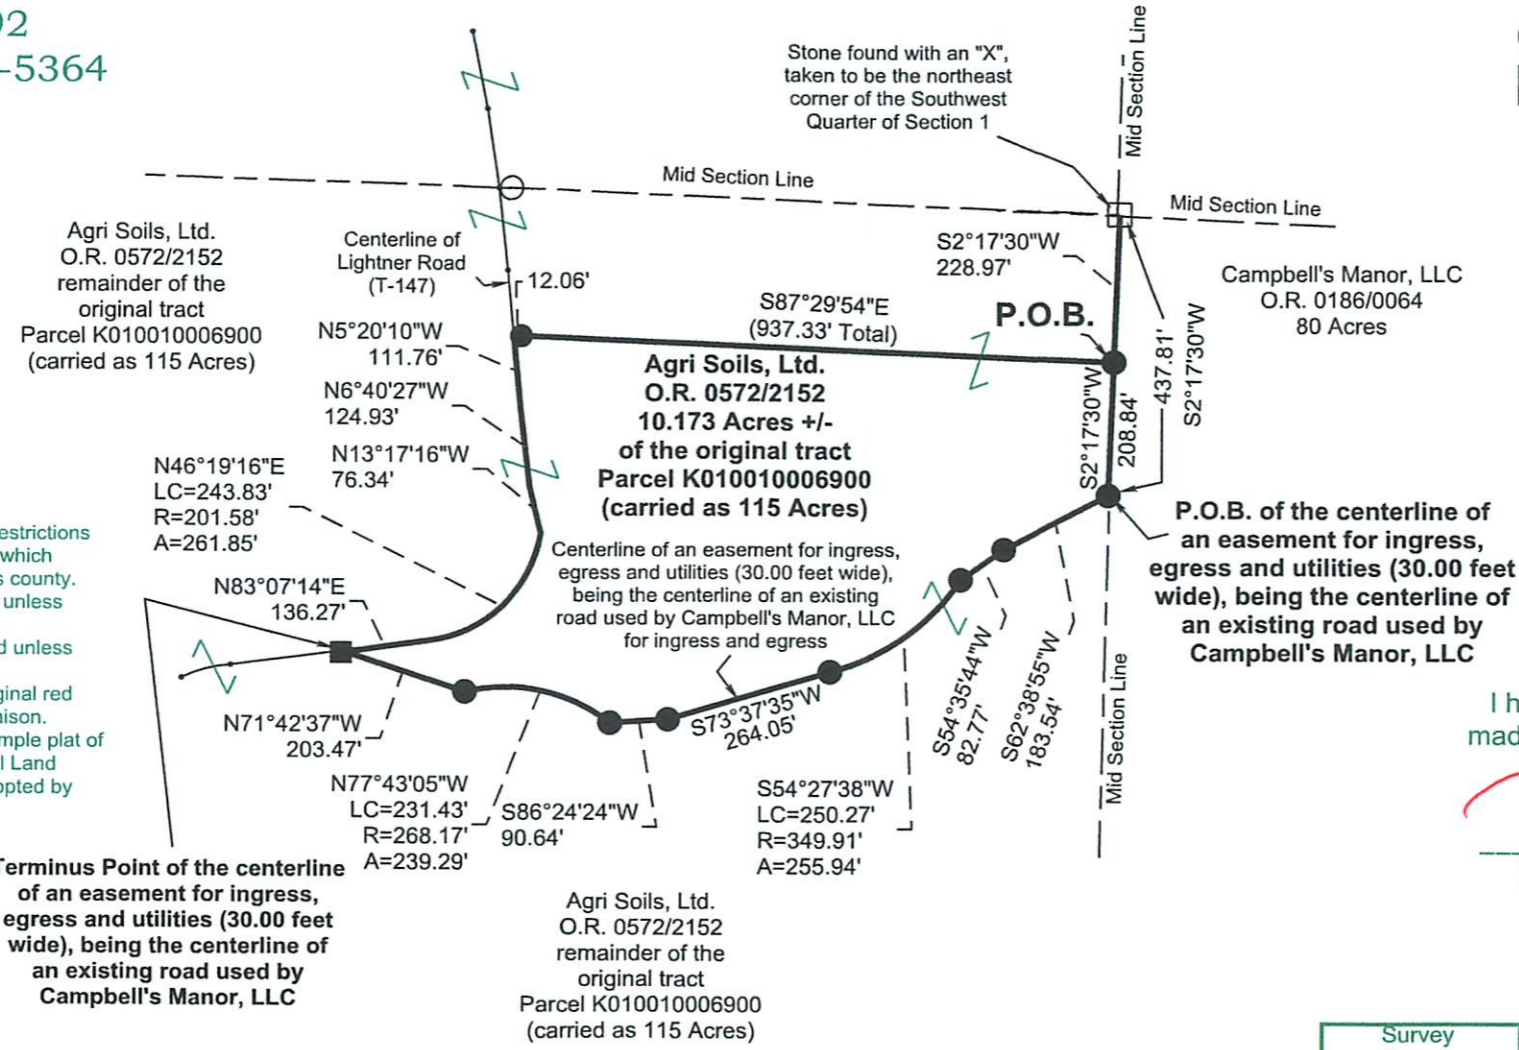 92
-5364
Stone found with an "X",
taken to be the northeast
corner of the Southwest
Quarter of Section 1
Mid Section Line
Mid Section Line
Mid Section Line
Agri Soils, Ltd.
O.R. 0572/2152
remainder of the
original tract
Parcel K010010006900
(carried as 115 Acres)
Centerline of
Lightner Road
(T-147)
12.06'
S2°17'30"W
228.97'
Campbell's Manor, LLC
O.R. 0186/0064
80 Acres
S87°29'54"E
(937.33' Total)
P.O.B.
437.81'
S2°17'30"W
S2°17'30"W
208.84'
N5°20'10"W
111.76'
N6°40'27"W
124.93'
N13°17'16"W
76.34'
Agri Soils, Ltd.
O.R. 0572/2152
10.173 Acres +/-
of the original tract
Parcel K010010006900
(carried as 115 Acres)
N46°19'16"E
LC=243.83'
R=201.58'
A=261.85'
estrictions
which
s county.
unless
d unless
ginal red
nison.
mple plat of
l Land
opted by
N83°07'14"E
136.27'
Centerline of an easement for ingress,
egress and utilities (30.00 feet wide),
being the centerline of an existing
road used by Campbell's Manor, LLC
for ingress and egress
P.O.B. of the centerline of
an easement for ingress,
egress and utilities (30.00 feet
wide), being the centerline of
an existing road used by
Campbell's Manor, LLC
N71°42'37"W
203.47'
N77°43'05"W
LC=231.43'
R=268.17'
A=239.29'
S86°24'24"W
90.64'
S73°37'35"W
264.05'
S54°27'38"W
LC=250.27'
R=349.91'
A=255.94'
S54°35'44"W
82.77'
S62°38'55"W
183.54'
Mid Section Line
I h
mad
Terminus Point of the centerline
of an easement for ingress,
egress and utilities (30.00 feet
wide), being the centerline of
an existing road used by
Campbell's Manor, LLC
Agri Soils, Ltd.
O.R. 0572/2152
remainder of the
original tract
Parcel K010010006900
(carried as 115 Acres)
Survey